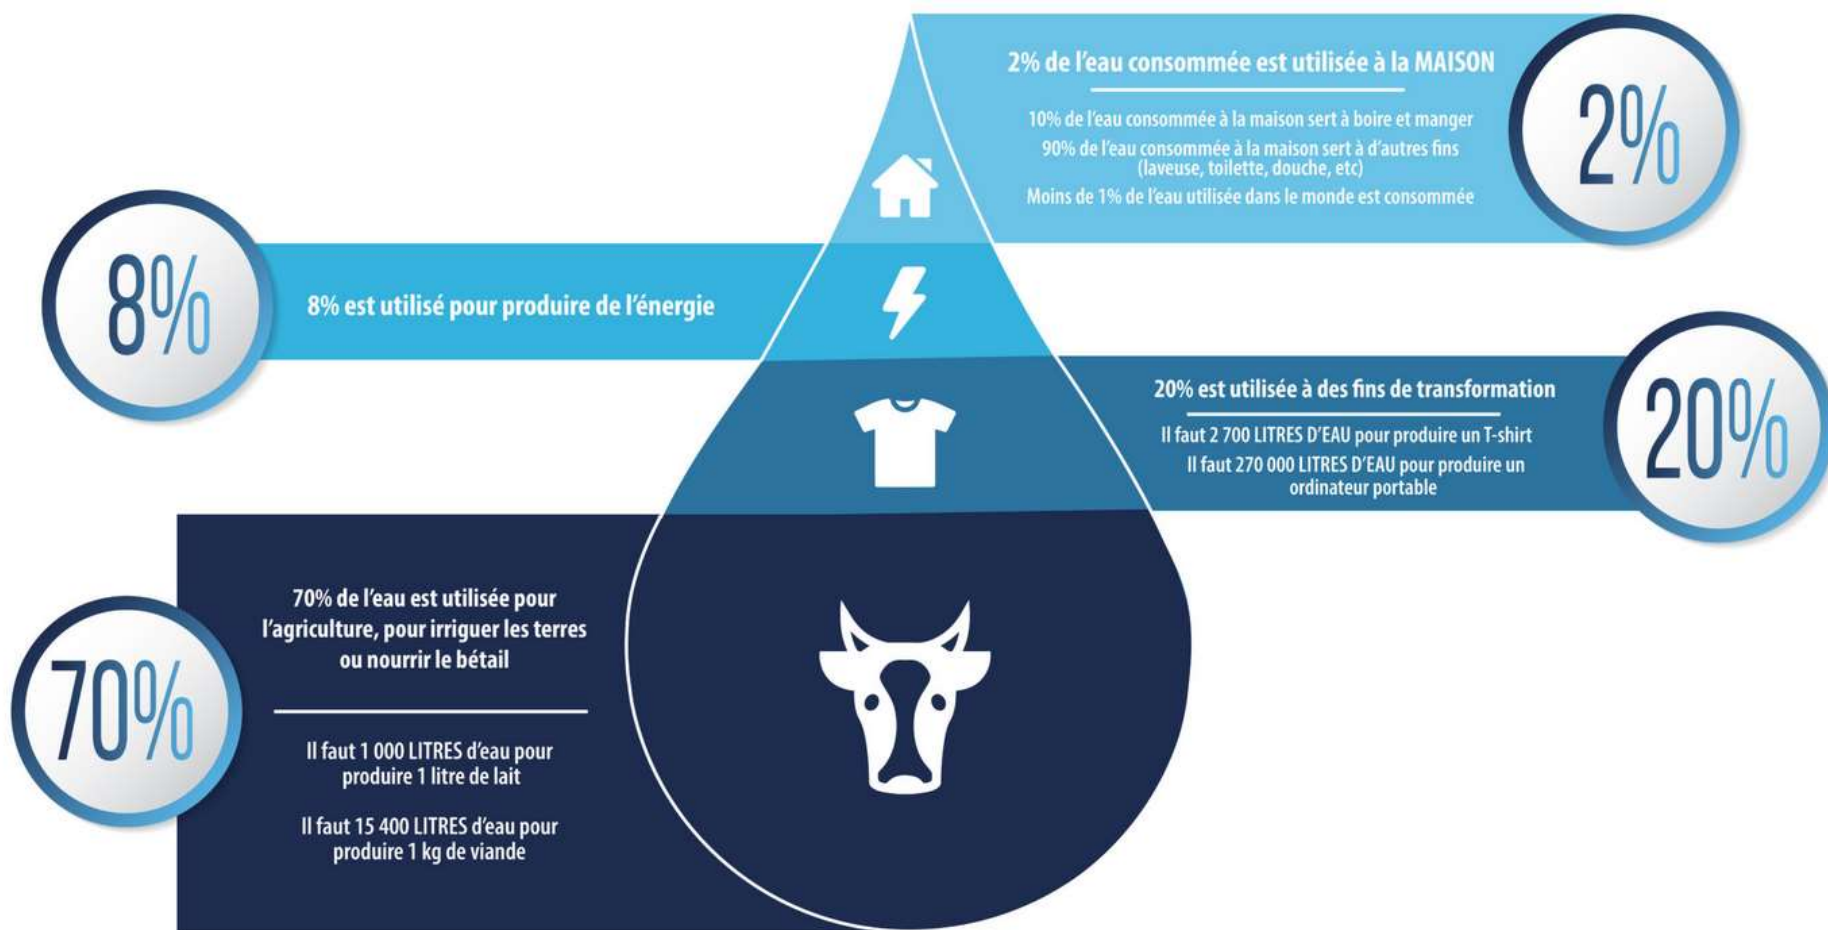 2% de l'eau consommée est utilisée à la MAISON
10% de l'eau consommée à la maison sert à boire et manger
90% de l'eau consommée à la maison sert à d'autres fins
(laveuse, toilette, douche, etc)
Moins de 1% de l'eau utilisée dans le monde est consommée
2%
8%
8% est utilisé pour produire de l'énergie
20% est utilisée à des fins de transformation
Il faut 2 700 LITRES D'EAU pour produire un T-shirt
Il faut 270 000 LITRES D'EAU pour produire un
ordinateur portable
20%
70%
70% de l'eau est utilisée pour
l'agriculture, pour irriguer les terres
ou nourrir le bétail
Il faut 1 000 LITRES d'eau pour
produire 1 litre de lait
Il faut 15 400 LITRES d'eau pour
produire 1 kg de viande